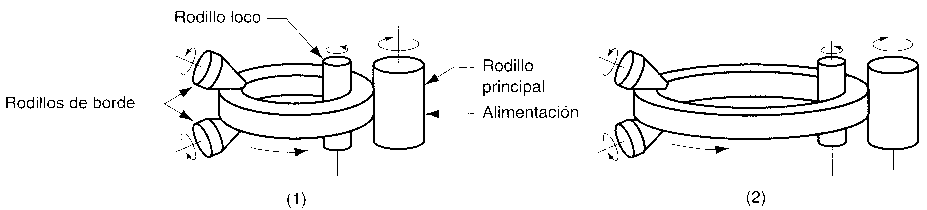 Rodillo loco
Rodillo
principal
Rodillos de borde
Alimentación
(1)
(2)